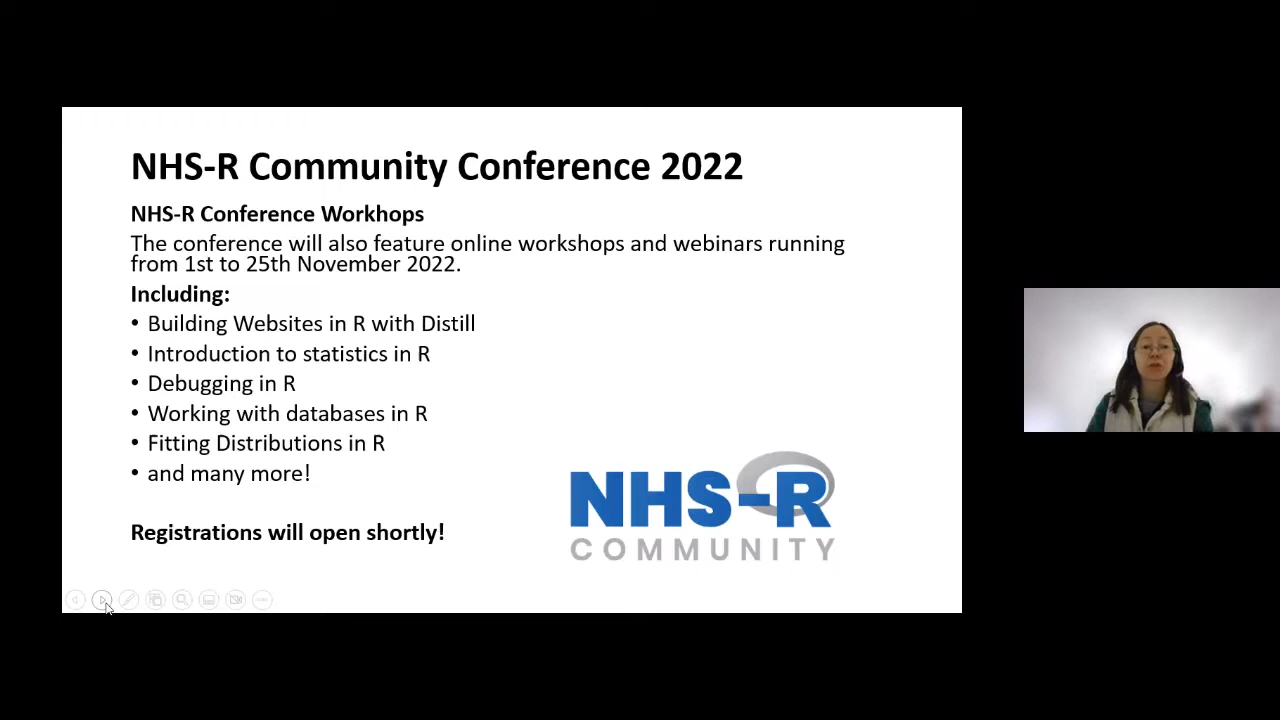 NHS-R Community Conference 2022
NHS-R Conference Workhops
The conference will also feature online workshops and webinars running
from 1st to 25th November 2022.
Including:
• Building Websites in R with Distill
• Introduction to statistics in R
• Debugging in R
• Working with databases in R
• Fitting Distributions in R
• and many more!
Registrations will open shortly!
NHS-R
COMMUNITY